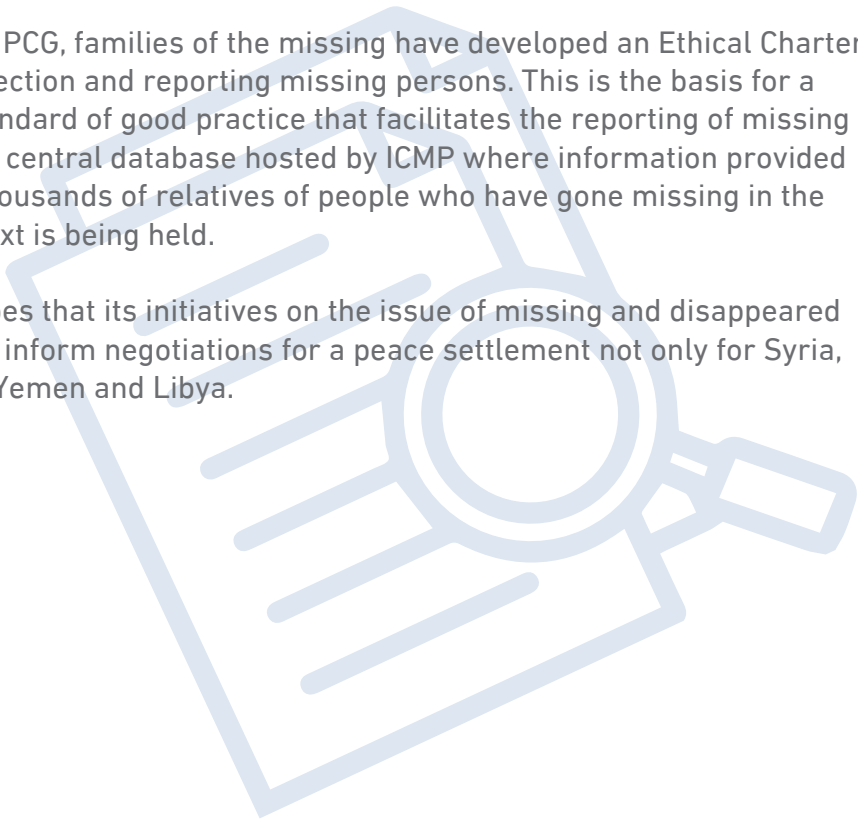 PCG, families of the missing have developed an Ethical Charter
ection and reporting missing persons. This is the basis for a
ndard of good practice that facilitates the reporting of missing
central database hosted by ICMP where information provided
ousands of relatives of people who have gone missing in the
xt is being held.
es that its initiatives on the issue of missing and disappeared
inform negotiations for a peace settlement not only for Syria,
Yemen and Libya.